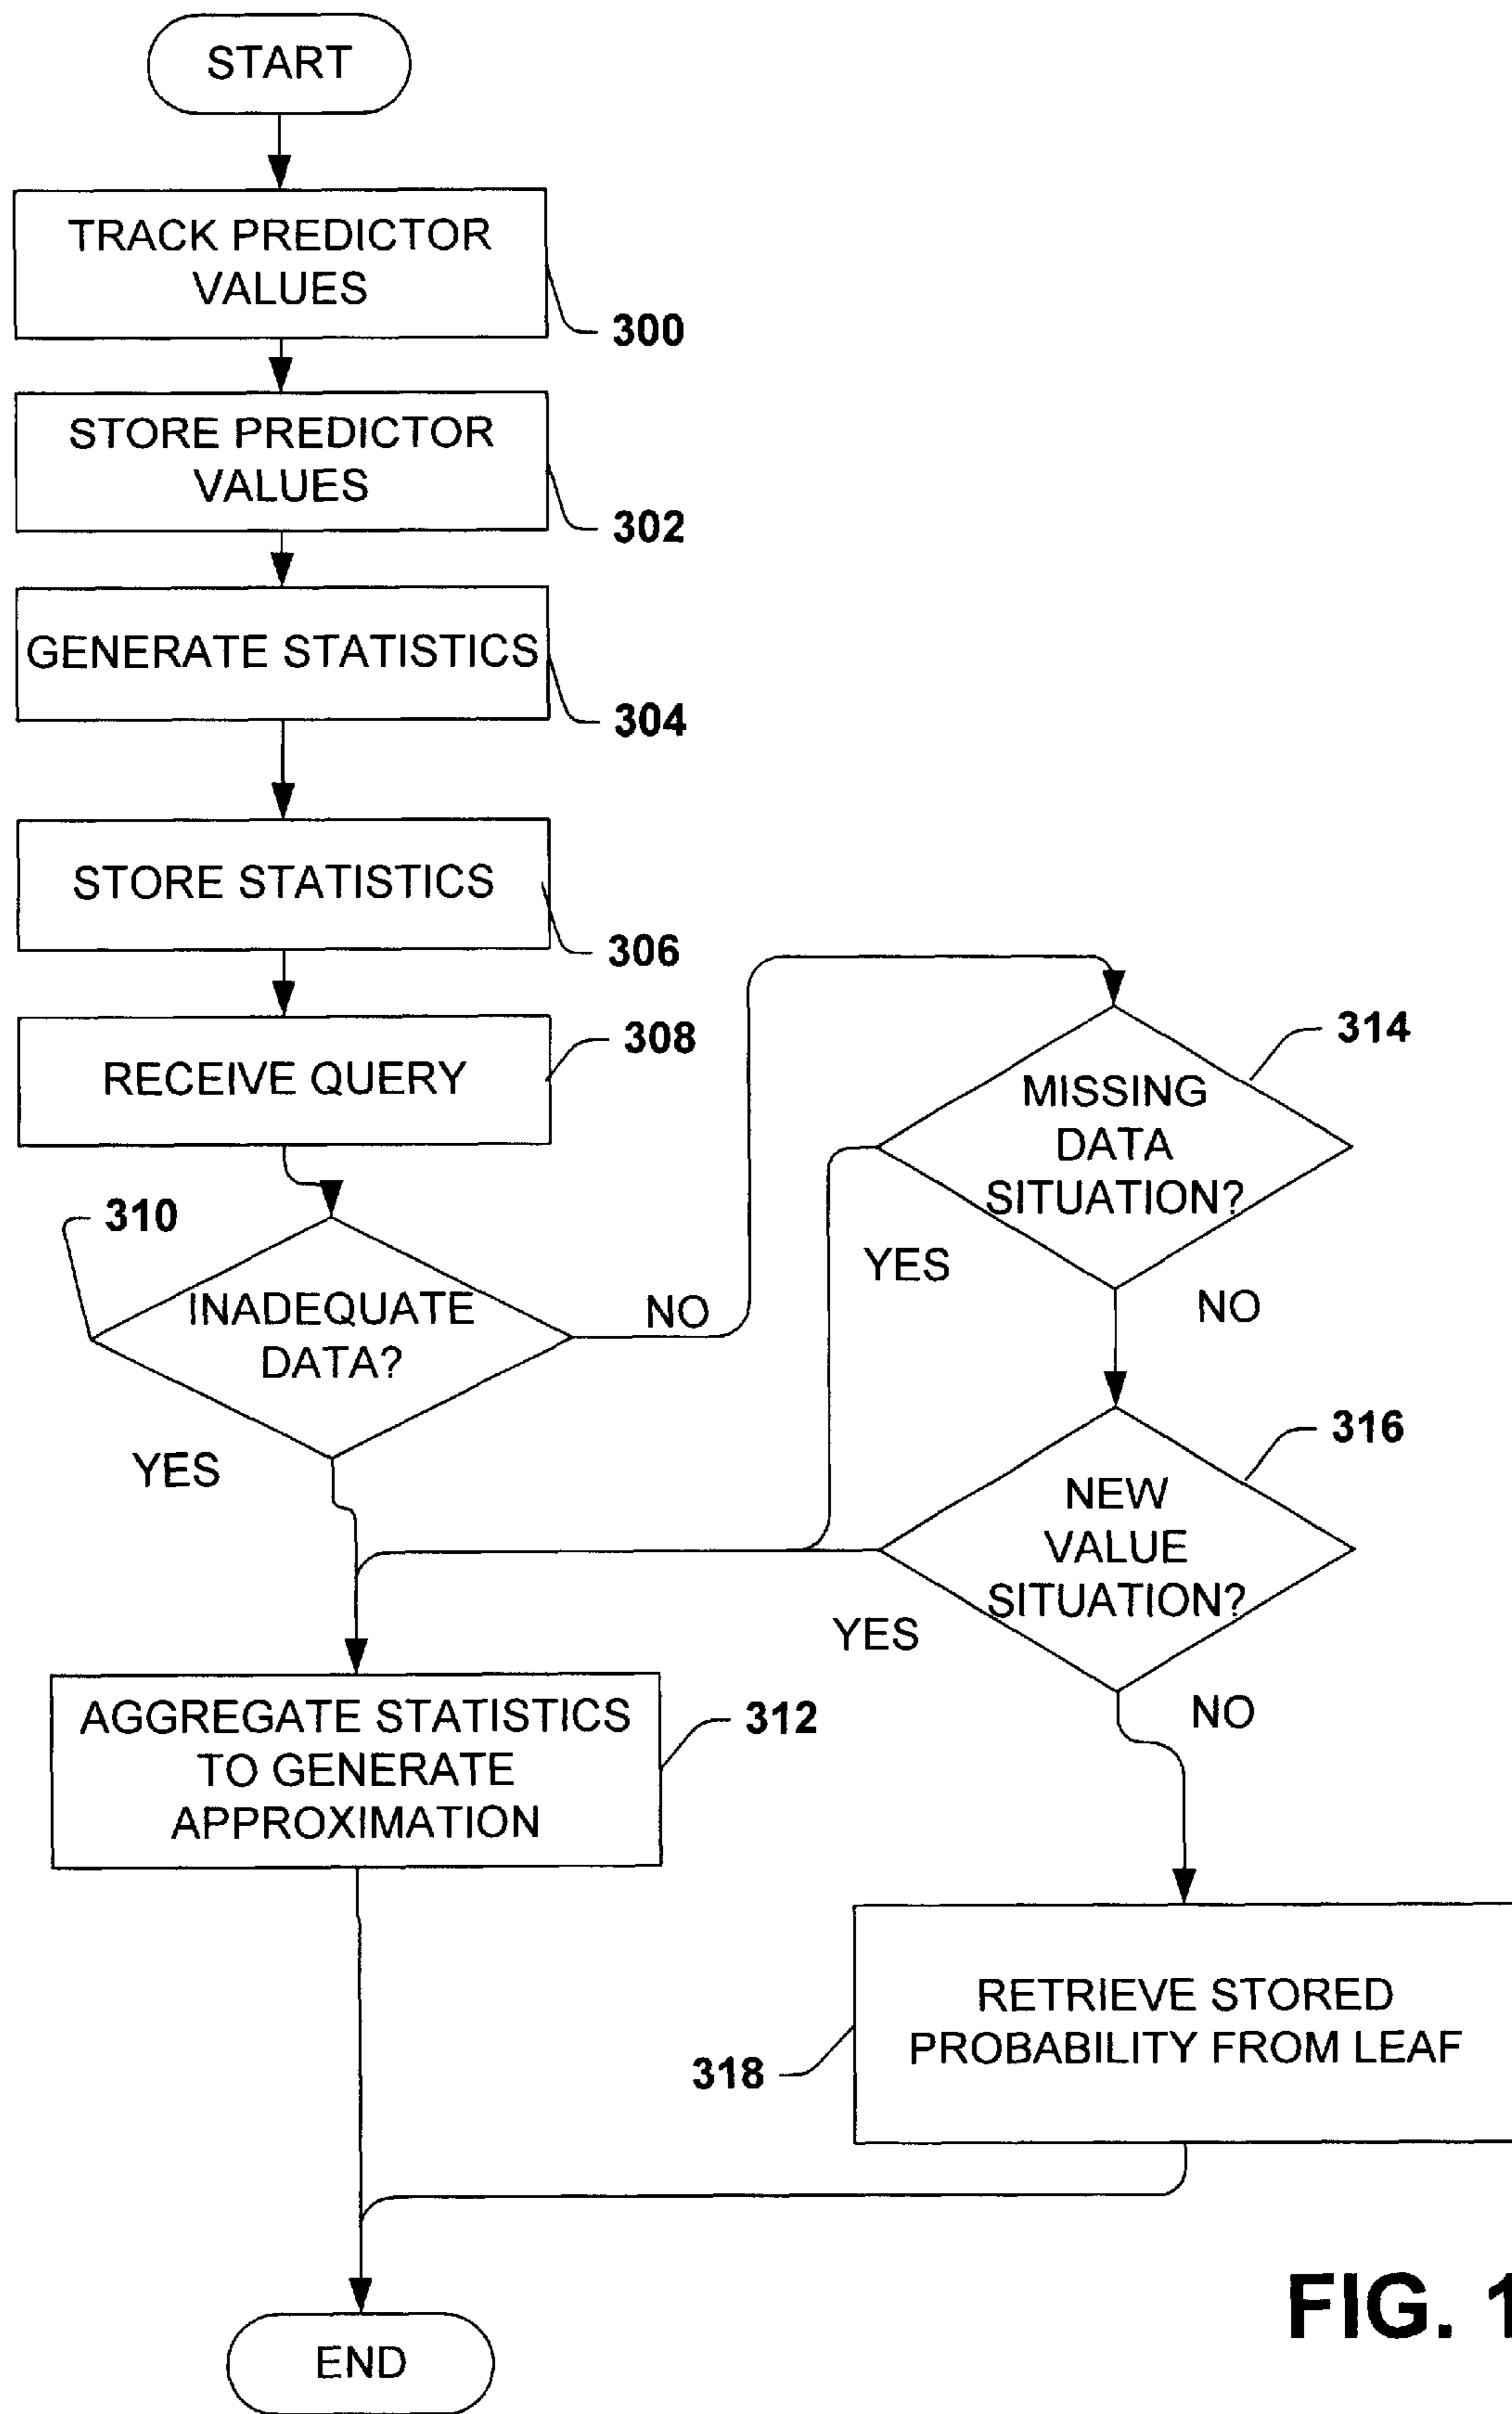 START
TRACK PREDICTOR
VALUES
300
STORE PREDICTOR
VALUES
302
GENERATE STATISTICS
304
STORE STATISTICS
306
RECEIVE QUERY
308
310
INADEQUATE
DATA?
NO
YES
314
MISSING
DATA
SITUATION?
YES
NO
316
NEW
VALUE
SITUATION?
YES
NO
AGGREGATE STATISTICS
TO GENERATE
APPROXIMATION
312
RETRIEVE STORED
PROBABILITY FROM LEAF
318
END
FIG. 1